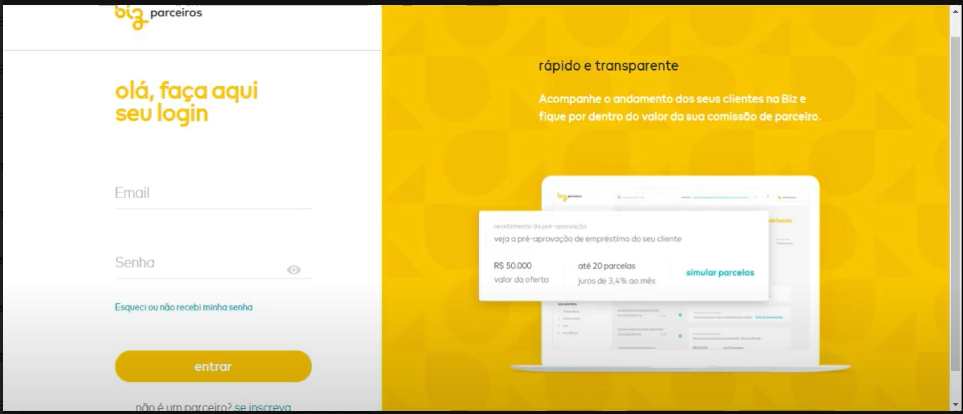 biz parceiros
olá, faça aqui
seu login
Email
Senha
Esqueci ou não recebi minha senha
entrar
não é um parceiro? se inscreva
rápido e transparente
Acompanhe o andamento dos seus clientes na Biz e
fique por dentro do valor da sua comissão de parceiro.
biz parceiros
recebimento da pré-aprovação
veja a pré-aprovação de empréstimo do seu cliente
R$ 50.000
valor da oferta
até 20 parcelas
juros de 3,4% ao mês
simular parcelas